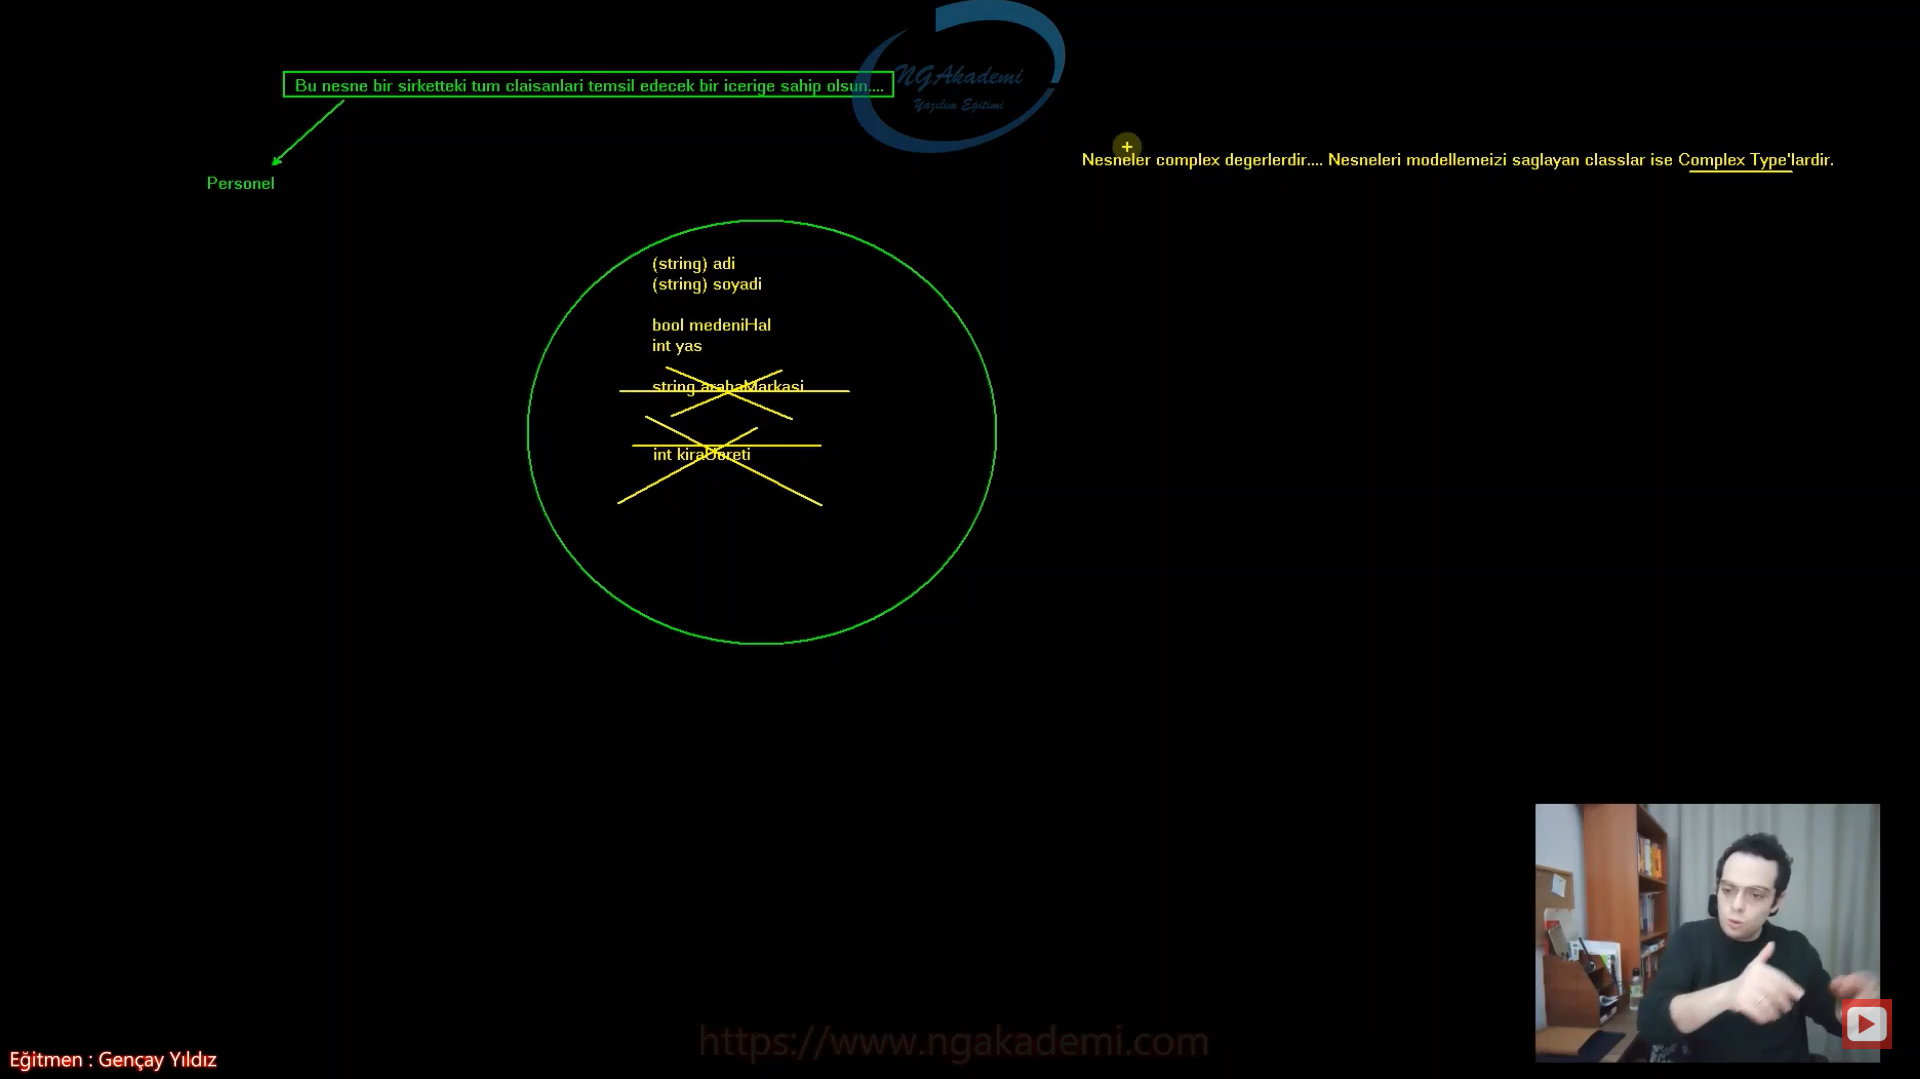 NGAkademi
Yazılım Eğitimi
Bu nesne bir sirketteki tum claisanlari temsil edecek bir icerige sahip olsun....
Nesneler complex degerlerdir.... Nesneleri modellemeizi saglayan classlar ise Complex Type'lardir.
Personel
(string) adi
(string) soyadi
bool medeniHal
int yas
string arabaMarkasi
int kiraUcreti
https://www.ngakademi.com
Eğitmen : Gençay Yıldız